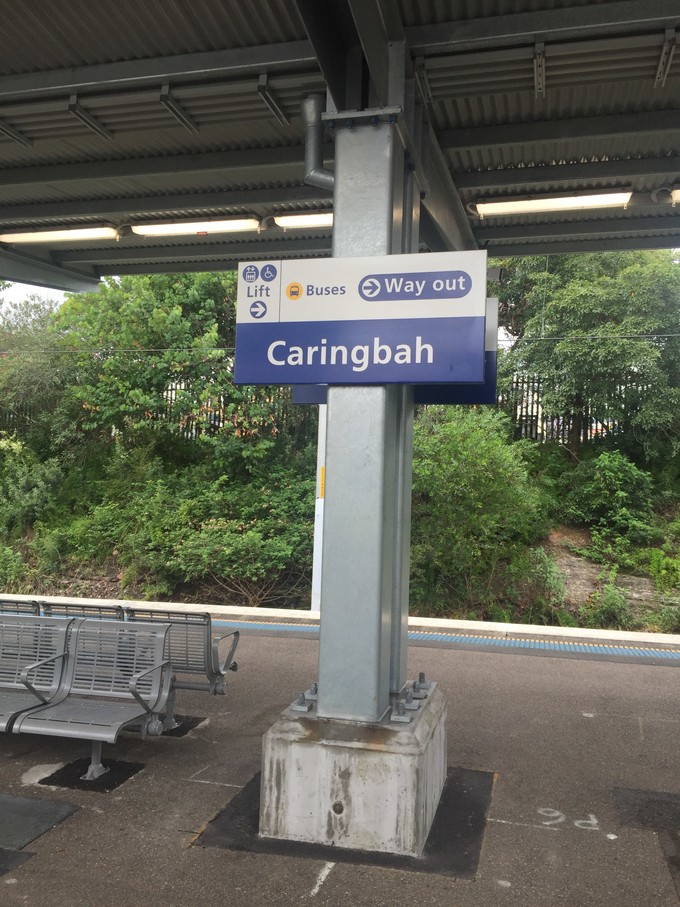 Lift
Buses
Way out
Caringbah